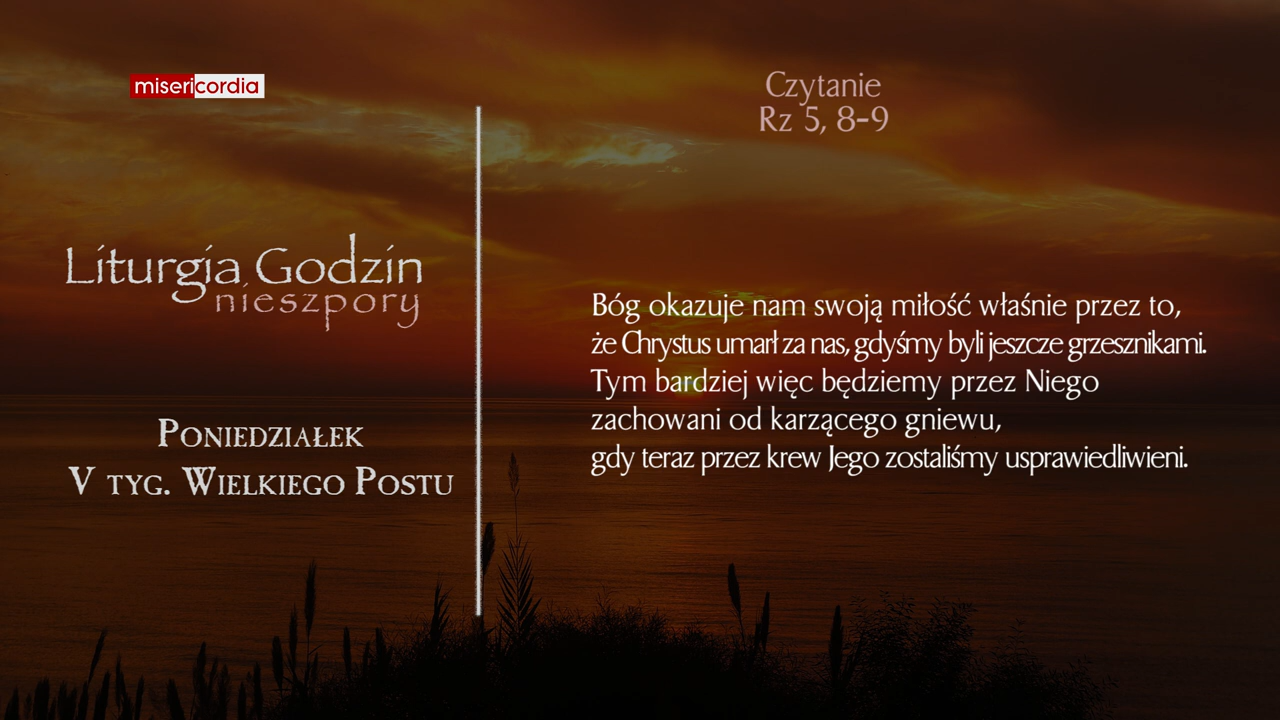 misericordia
Liturgia Godzin
nieszpory
Poniedziałek
V tyg. Wielkiego Postu
Czytanie
Rz 5, 8-9
Bóg okazuje nam swoją miłość właśnie przez to,
że Chrystus umarł za nas, gdyśmy byli jeszcze grzesznikami.
Tym bardziej więc będziemy przez Niego
zachowani od karzącego gniewu,
gdy teraz przez krew Jego zostaliśmy usprawiedliwieni.